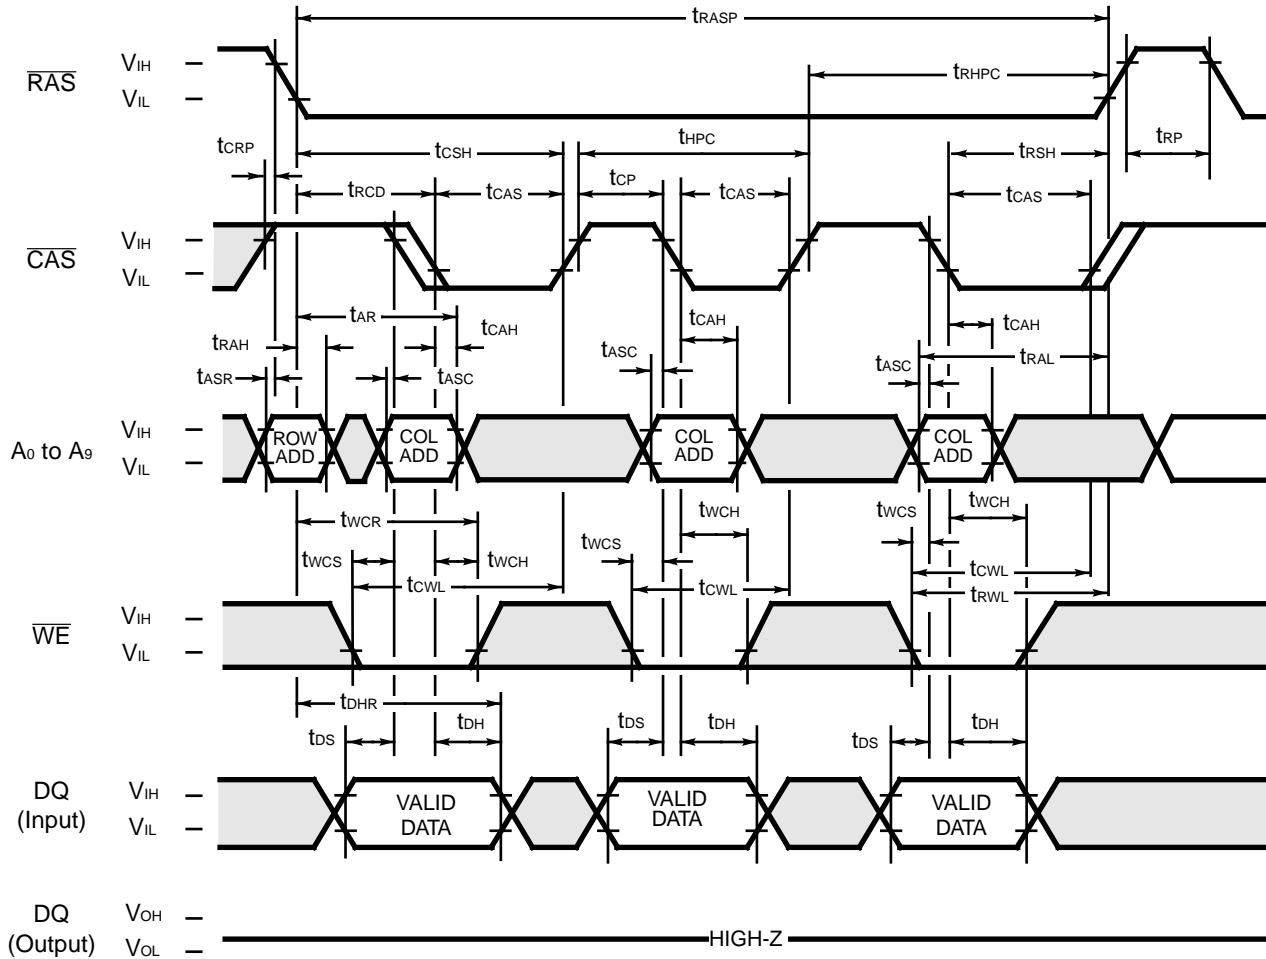 tRASP
RAS VIH
VIL
tRHPC
tCRP tCSH tHPC tRSH tRP
tRCD tCAS tCP tCAS tCAS
CAS VIH
VIL
tAR tCAH tCAH tCAH
tRAH tASC tRAL
tASR tASC tASC
A0 to A9 VIH
VIL
ROW ADD
COL ADD
COL ADD
COL ADD
tWCR tWCH tWCS tWCH
tWCS tWCH tWCS
tCWL tCWL tCWL
tRWL
WE VIH
VIL
tDHR
tDS tDH tDS tDH tDS tDH
DQ (Input) VIH
VIL
VALID DATA
VALID DATA
VALID DATA
DQ (Output) VOH
VOL
HIGH-Z